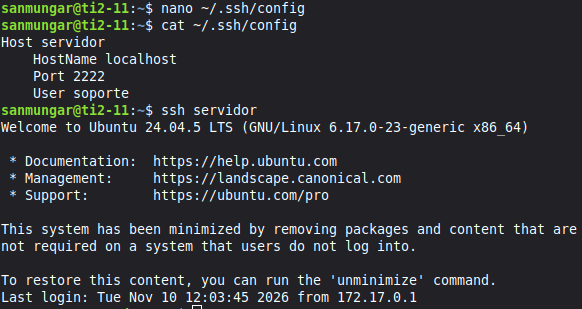 sanmungar@ti2-11:~$ nano ~/.ssh/config
sanmungar@ti2-11:~$ cat ~/.ssh/config
Host servidor
    HostName localhost
    Port 2222
    User soporte
sanmungar@ti2-11:~$ ssh servidor
Welcome to Ubuntu 24.04.5 LTS (GNU/Linux 6.17.0-23-generic x86_64)

 * Documentation:  https://help.ubuntu.com
 * Management:     https://landscape.canonical.com
 * Support:        https://ubuntu.com/pro

This system has been minimized by removing packages and content that are
not required on a system that users do not log into.

To restore this content, you can run the 'unminimize' command.
Last login: Tue Nov 10 12:03:45 2026 from 172.17.0.1